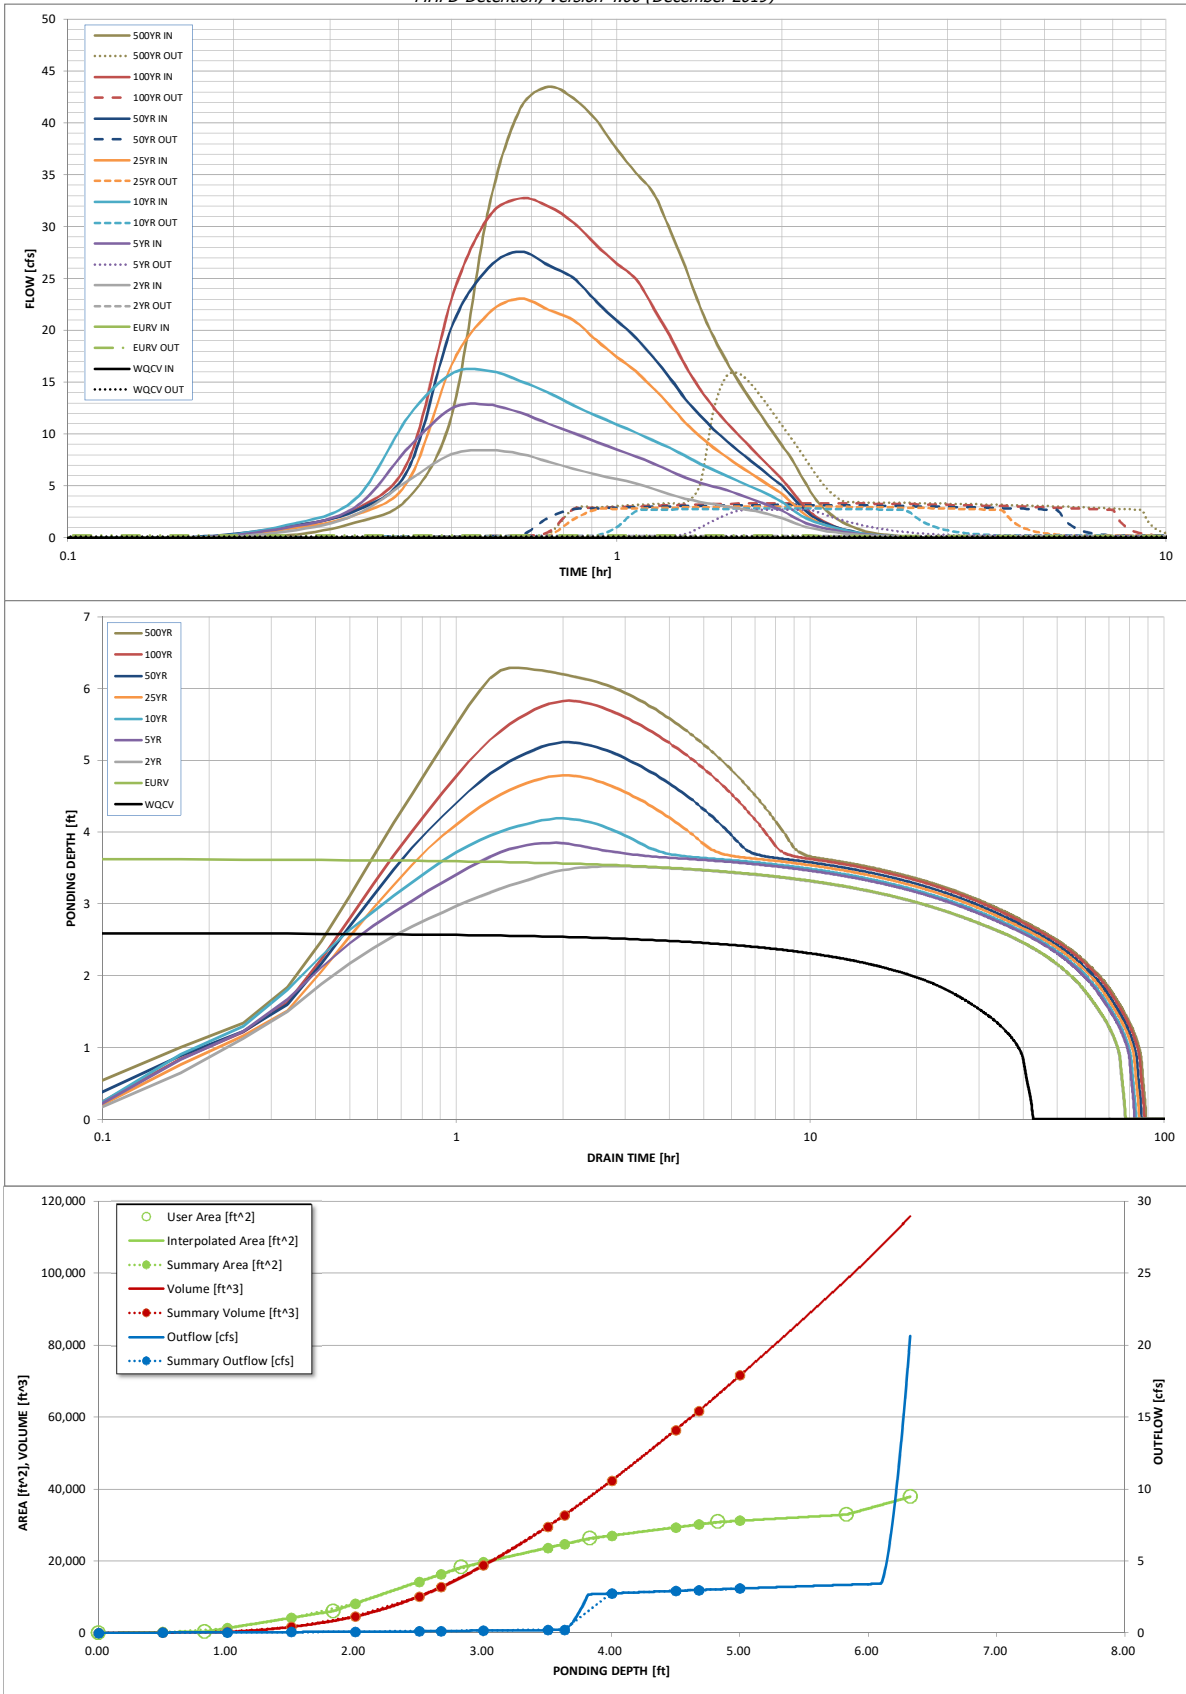 MHFD-Detention, Version 4.00 (December 2019)
50
45
40
35
30
25
20
15
10
5
0
FLOW [cfs]
500YR IN
500YR OUT
100YR IN
100YR OUT
50YR IN
50YR OUT
25YR IN
25YR OUT
10YR IN
10YR OUT
5YR IN
5YR OUT
2YR IN
2YR OUT
EURV IN
EURV OUT
WQCV IN
WQCV OUT
0.1
1
10
TIME [hr]
7
6
5
4
3
2
1
0
PONDING DEPTH [ft]
500YR
100YR
50YR
25YR
10YR
5YR
2YR
EURV
WQCV
0.1
1
10
100
DRAIN TIME [hr]
120,000
100,000
80,000
60,000
40,000
20,000
0
AREA [ft^2], VOLUME [ft^3]
User Area [ft^2]
Interpolated Area [ft^2]
Summary Area [ft^2]
Volume [ft^3]
Summary Volume [ft^3]
Outflow [cfs]
Summary Outflow [cfs]
30
25
20
15
10
5
0
OUTFLOW [cfs]
0.00
1.00
2.00
3.00
4.00
5.00
6.00
7.00
8.00
PONDING DEPTH [ft]